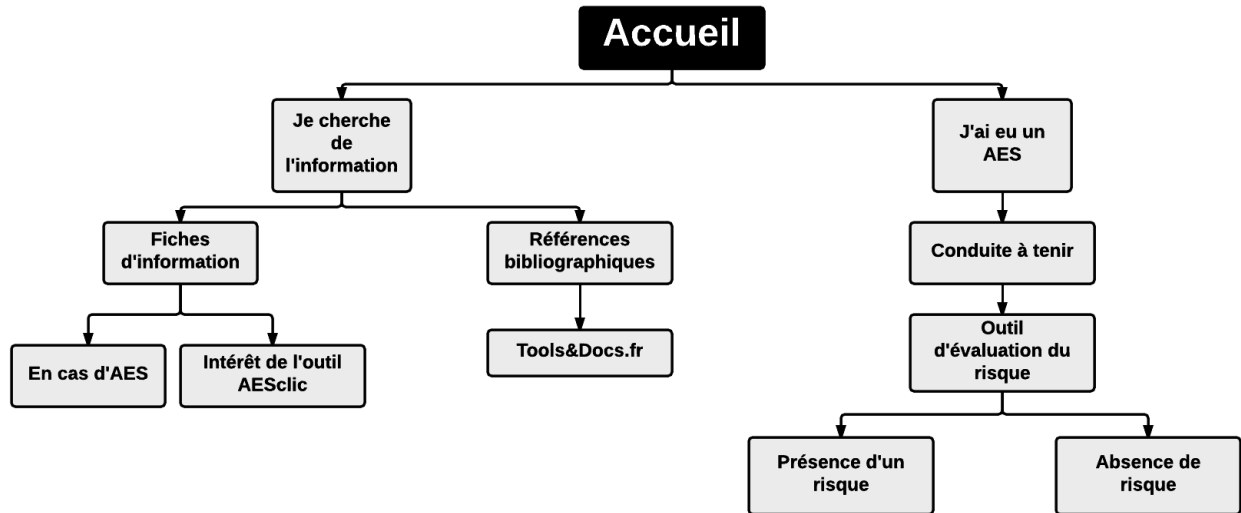 Accueil
Je cherche
de
l'information
J'ai eu un
AES
Fiches
d'information
Références
bibliographiques
Conduite à tenir
En cas d'AES
Intérêt de l'outil
AESclic
Tools&Docs.fr
Outil
d'évaluation du
risque
Présence d'un
risque
Absence de
risque